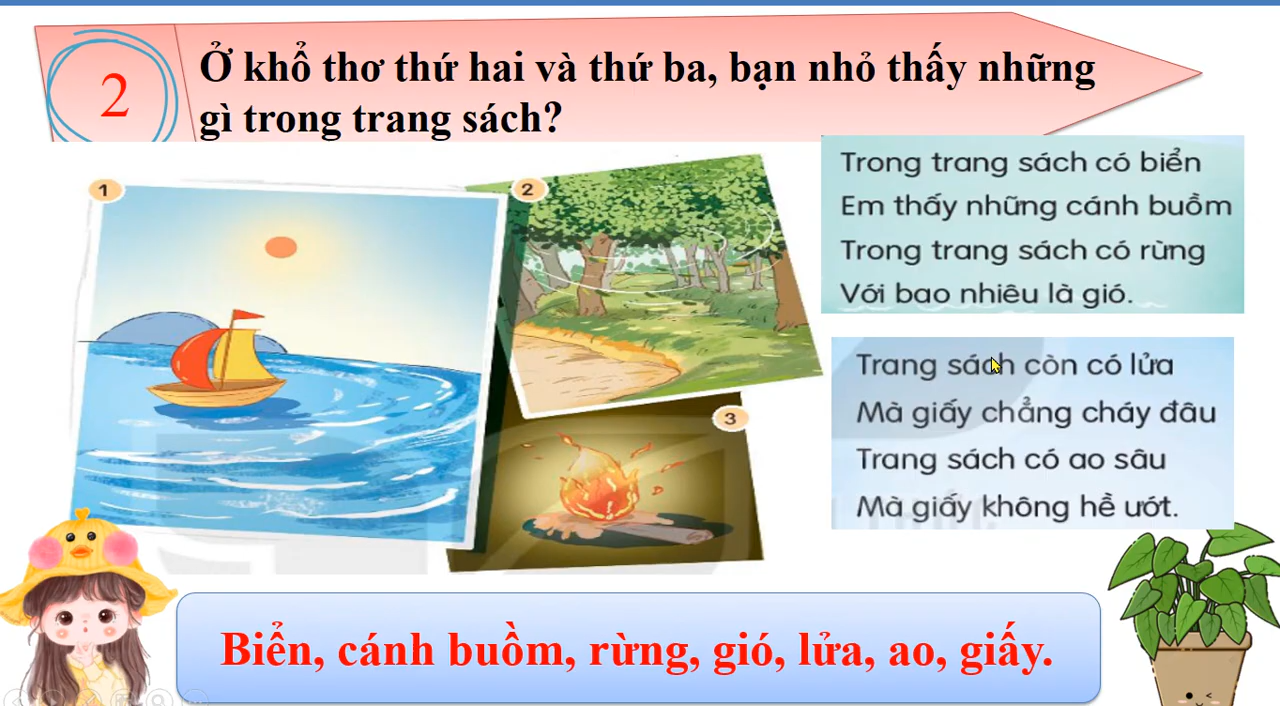 2
Ở khổ thơ thứ hai và thứ ba, bạn nhỏ thấy những
gì trong trang sách?
1
2
3
Trong trang sách có biển
Em thấy những cánh buồm
Trong trang sách có rừng
Với bao nhiêu là gió.
Trang sách còn có lửa
Mà giấy chẳng cháy đâu
Trang sách có ao sâu
Mà giấy không hề ướt.
Biển, cánh buồm, rừng, gió, lửa, ao, giấy.